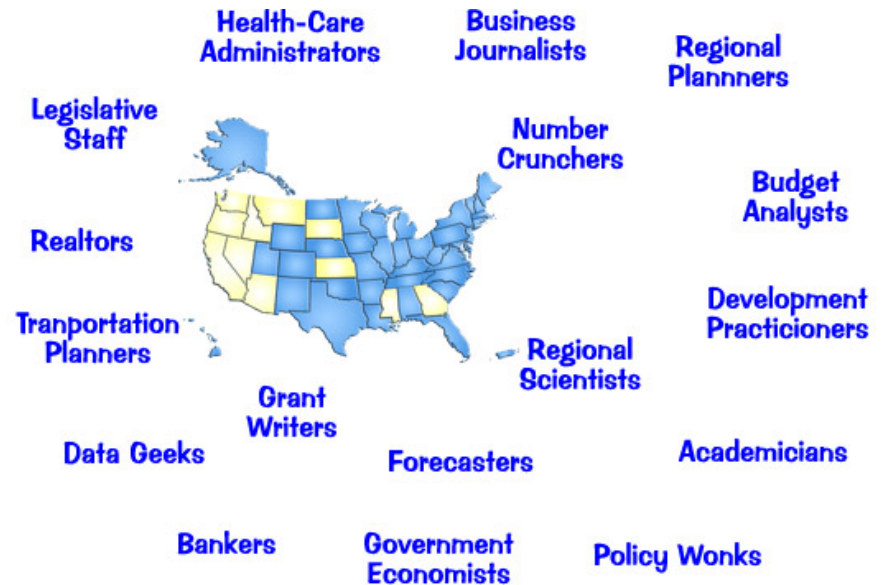 Health-Care
Administrators
Business
Journalists
Regional
Plannners
Legislative
Staff
Number
Crunchers
Budget
Analysts
Realtors
Development
Practicioners
Tranportation
Planners
Regional
Scientists
Grant
Writers
Data Geeks
Forecasters
Academicians
Bankers
Government
Economists
Policy Wonks